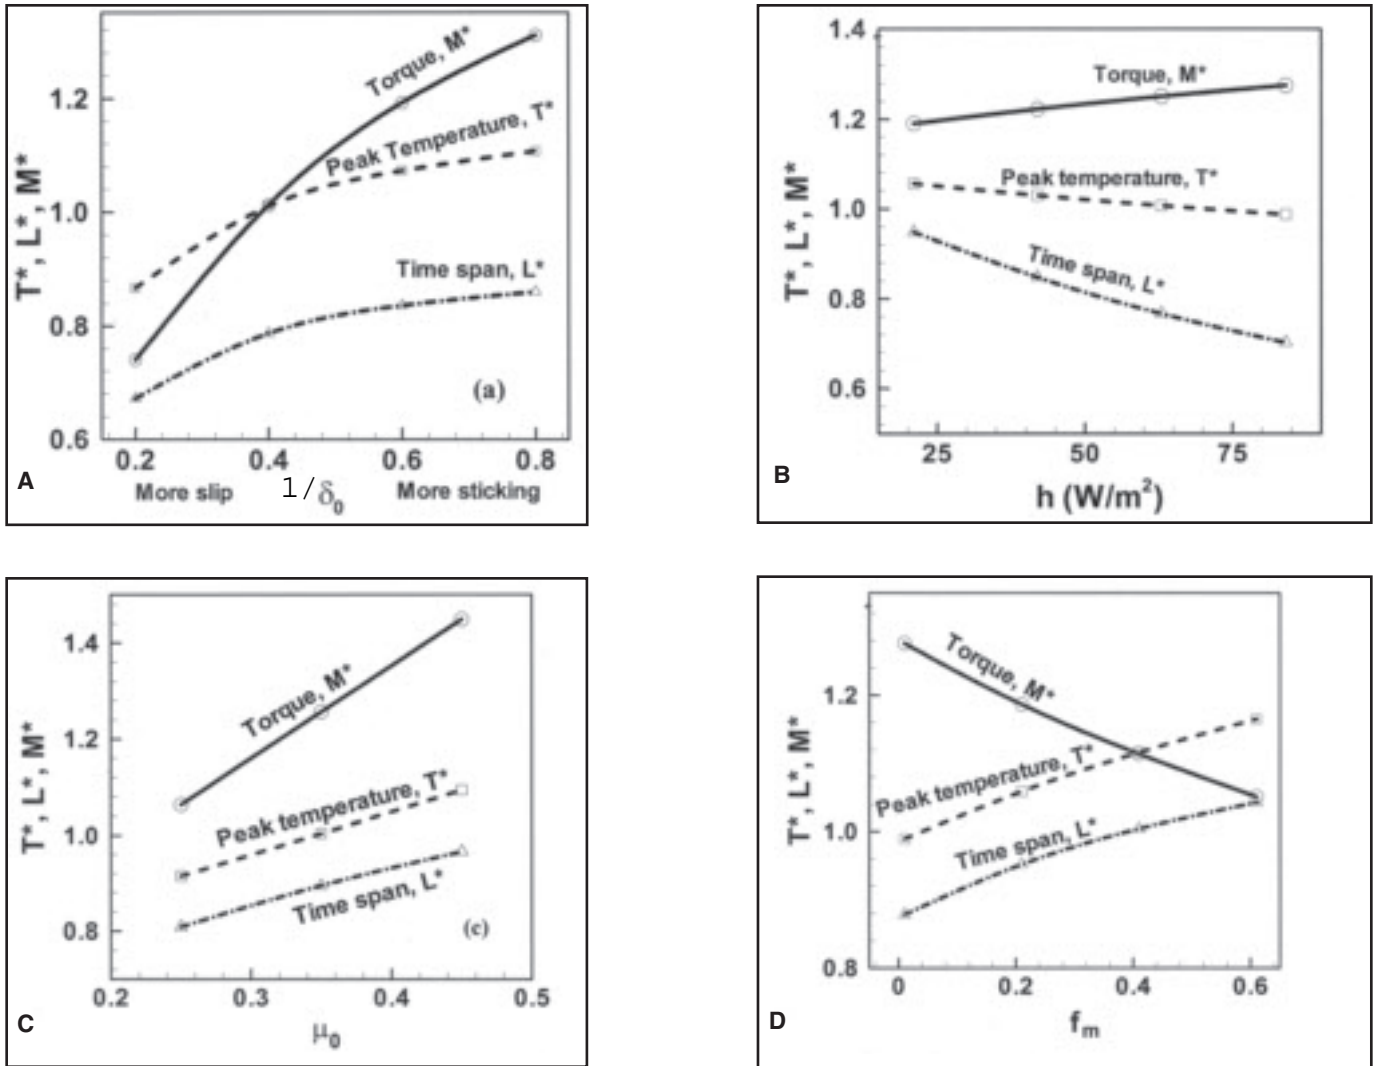 T*, L*, M*
1.2
1.0
0.8
0.6
Torque, M*
Peak Temperature, T*
Time span, L*
(a)
0.2 0.4 0.6 0.8
More slip 1/δ₀ More sticking
A
T*, L*, M*
1.4
1.2
1.0
0.8
0.6
Torque, M*
Peak temperature, T*
Time span, L*
25 50 75
h (W/m²)
B
T*, L*, M*
1.4
1.2
1.0
0.8
Torque, M*
Peak temperature, T*
Time span, L*
(c)
0.2 0.3 0.4 0.5
μ₀
C
T*, L*, M*
1.2
1.0
0.8
Torque, M*
Peak temperature, T*
Time span, L*
0 0.2 0.4 0.6
fₘ
D